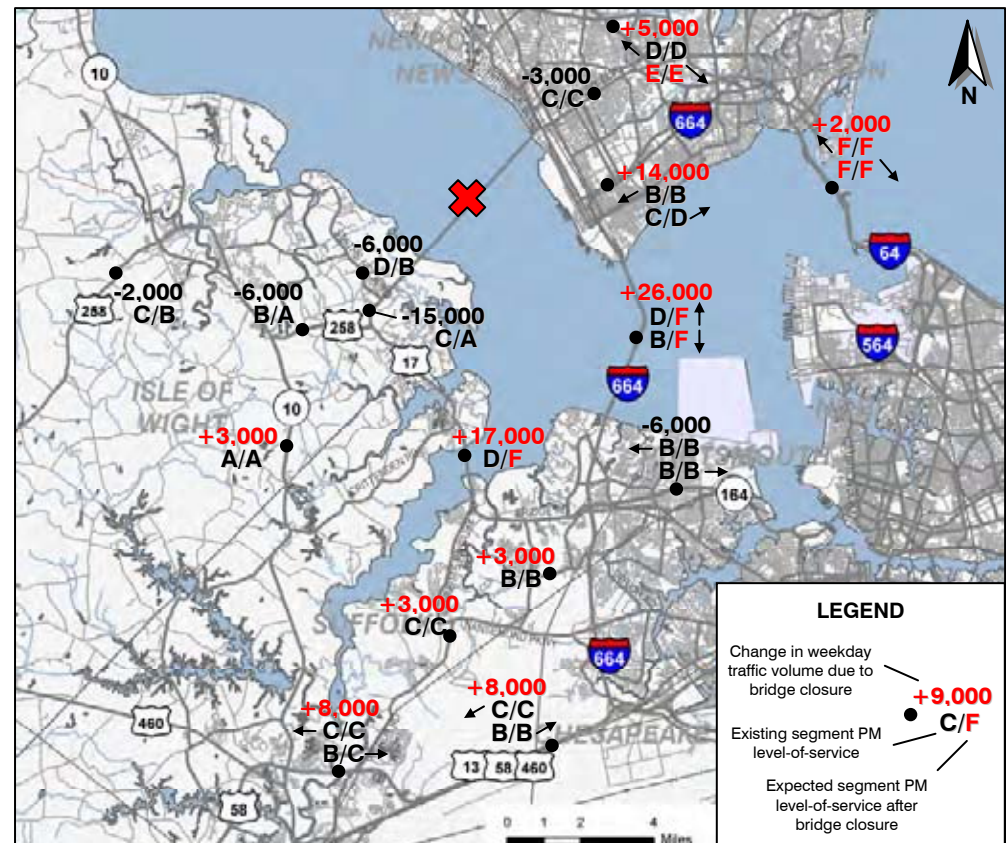 +5,000
D/D
E/E
NEWS
10
-3,000
C/C
664
N
+2,000
F/F
F/F
+14,000
B/B
C/D
64
-6,000
D/B
-2,000
C/B
-6,000
B/A
258
258
-15,000
C/A
17
+26,000
D/F
B/F
564
664
ISLE OF
WIGHT
10
+3,000
A/A
+17,000
D/F
-6,000
B/B
B/B
164
+3,000
B/B
+3,000
C/C
664
+8,000
C/C
B/C
+8,000
C/C
B/B
460
13
58
460
58
0
1
2
4
Miles
LEGEND
Change in weekday
traffic volume due to
bridge closure
+9,000
C/F
Existing segment PM
level-of-service
Expected segment PM
level-of-service after
bridge closure